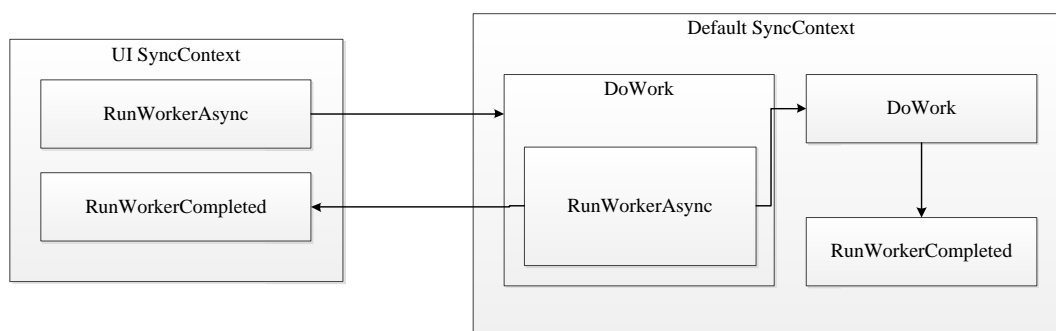 UI SyncContext
RunWorkerAsync
RunWorkerCompleted
Default SyncContext
DoWork
RunWorkerAsync
DoWork
RunWorkerCompleted